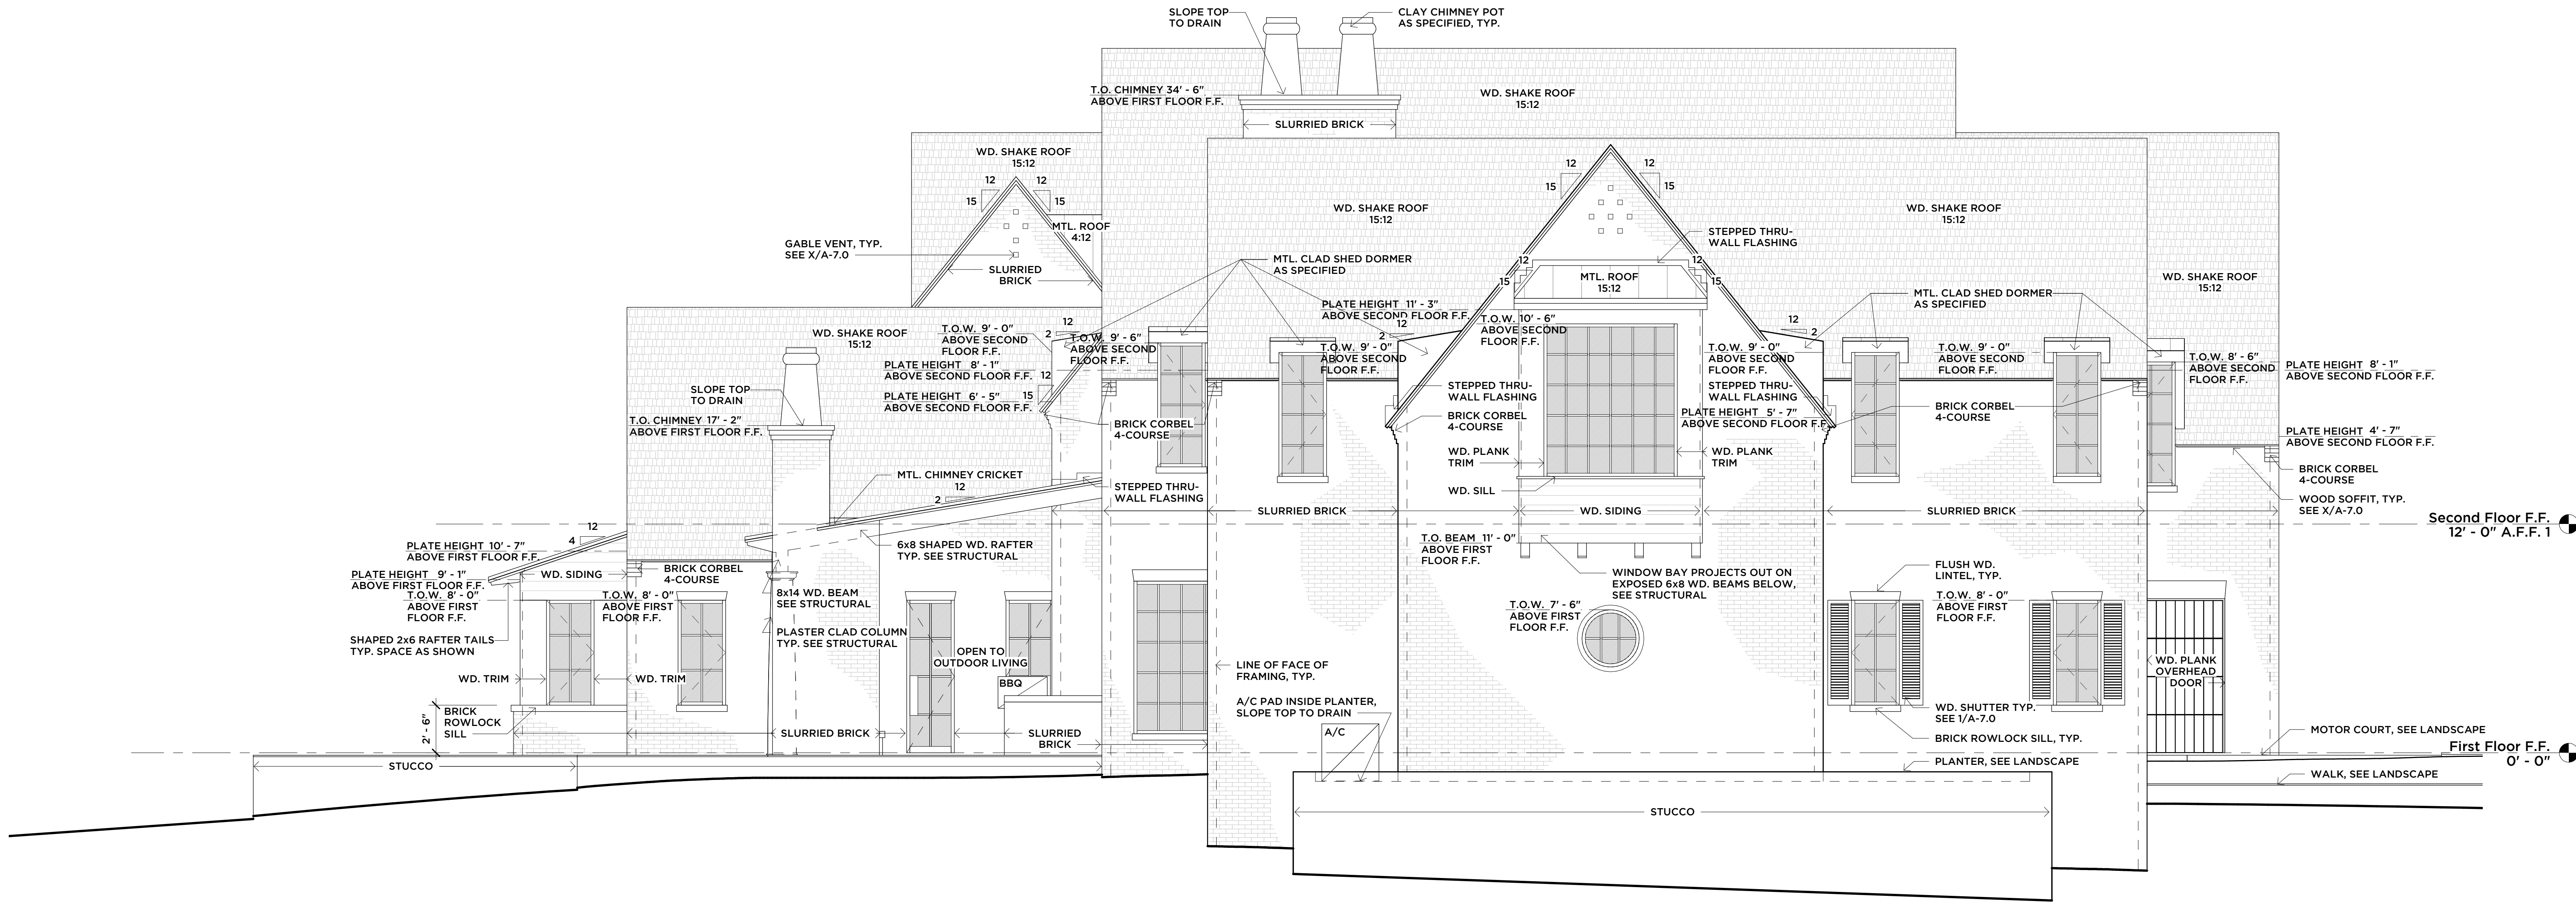 SLOPE TOP
TO DRAIN
CLAY CHIMNEY POT
AS SPECIFIED, TYP.
T.O. CHIMNEY 34' - 6"
ABOVE FIRST FLOOR F.F.
WD. SHAKE ROOF
15:12
SLURRIED BRICK
WD. SHAKE ROOF
15:12
12
12
15
15
MTL. ROOF
4:12
GABLE VENT, TYP.
SEE X/A-7.0
SLURRIED
BRICK
12
12
15
15
WD. SHAKE ROOF
15:12
WD. SHAKE ROOF
15:12
STEPPED THRU-
WALL FLASHING
MTL. CLAD SHED DORMER
AS SPECIFIED
12
12
15
15
MTL. ROOF
15:12
WD. SHAKE ROOF
15:12
MTL. CLAD SHED DORMER
AS SPECIFIED
PLATE HEIGHT 11' - 3"
ABOVE SECOND FLOOR F.F.
12
2
T.O.W. 10' - 6"
ABOVE SECOND
FLOOR F.F.
12
2
WD. SHAKE ROOF
15:12
T.O.W. 9' - 0"
ABOVE SECOND
FLOOR F.F.
12
2
T.O.W. 9' - 6"
ABOVE SECOND
FLOOR F.F.
T.O.W. 9' - 0"
ABOVE SECOND
FLOOR F.F.
T.O.W. 9' - 0"
ABOVE SECOND
FLOOR F.F.
T.O.W. 9' - 0"
ABOVE SECOND
FLOOR F.F.
T.O.W. 8' - 6"
ABOVE SECOND
FLOOR F.F.
PLATE HEIGHT 8' - 1"
ABOVE SECOND FLOOR F.F.
PLATE HEIGHT 8' - 1"
ABOVE SECOND FLOOR F.F.
12
15
PLATE HEIGHT 6' - 5"
ABOVE SECOND FLOOR F.F.
SLOPE TOP
TO DRAIN
STEPPED THRU-
WALL FLASHING
STEPPED THRU-
WALL FLASHING
T.O. CHIMNEY 17' - 2"
ABOVE FIRST FLOOR F.F.
BRICK CORBEL
4-COURSE
BRICK CORBEL
4-COURSE
PLATE HEIGHT 5' - 7"
ABOVE SECOND FLOOR F.F.
BRICK CORBEL
4-COURSE
PLATE HEIGHT 4' - 7"
ABOVE SECOND FLOOR F.F.
WD. PLANK
TRIM
WD. PLANK
TRIM
BRICK CORBEL
4-COURSE
MTL. CHIMNEY CRICKET
12
2
STEPPED THRU-
WALL FLASHING
WD. SILL
WOOD SOFFIT, TYP.
SEE X/A-7.0
SLURRIED BRICK
WD. SIDING
SLURRIED BRICK
Second Floor F.F.
12' - 0" A.F.F. 1
12
4
PLATE HEIGHT 10' - 7"
ABOVE FIRST FLOOR F.F.
6x8 SHAPED WD. RAFTER
TYP. SEE STRUCTURAL
T.O. BEAM 11' - 0"
ABOVE FIRST
FLOOR F.F.
PLATE HEIGHT 9' - 1"
ABOVE FIRST FLOOR F.F.
WD. SIDING
BRICK CORBEL
4-COURSE
WINDOW BAY PROJECTS OUT ON
EXPOSED 6x8 WD. BEAMS BELOW,
SEE STRUCTURAL
FLUSH WD.
LINTEL, TYP.
T.O.W. 8' - 0"
ABOVE FIRST
FLOOR F.F.
T.O.W. 8' - 0"
ABOVE FIRST
FLOOR F.F.
8x14 WD. BEAM
SEE STRUCTURAL
T.O.W. 7' - 6"
ABOVE FIRST
FLOOR F.F.
T.O.W. 8' - 0"
ABOVE FIRST
FLOOR F.F.
SHAPED 2x6 RAFTER TAILS
TYP. SPACE AS SHOWN
PLASTER CLAD COLUMN
TYP. SEE STRUCTURAL
OPEN TO
OUTDOOR LIVING
BBQ
LINE OF FACE OF
FRAMING, TYP.
WD. PLANK
OVERHEAD
DOOR
WD. TRIM
WD. TRIM
A/C PAD INSIDE PLANTER,
SLOPE TOP TO DRAIN
A/C
WD. SHUTTER TYP.
SEE 1/A-7.0
2' - 6"
BRICK
ROWLOCK
SILL
SLURRIED BRICK
SLURRIED
BRICK
BRICK ROWLOCK SILL, TYP.
MOTOR COURT, SEE LANDSCAPE
First Floor F.F.
0' - 0"
STUCCO
PLANTER, SEE LANDSCAPE
WALK, SEE LANDSCAPE
STUCCO